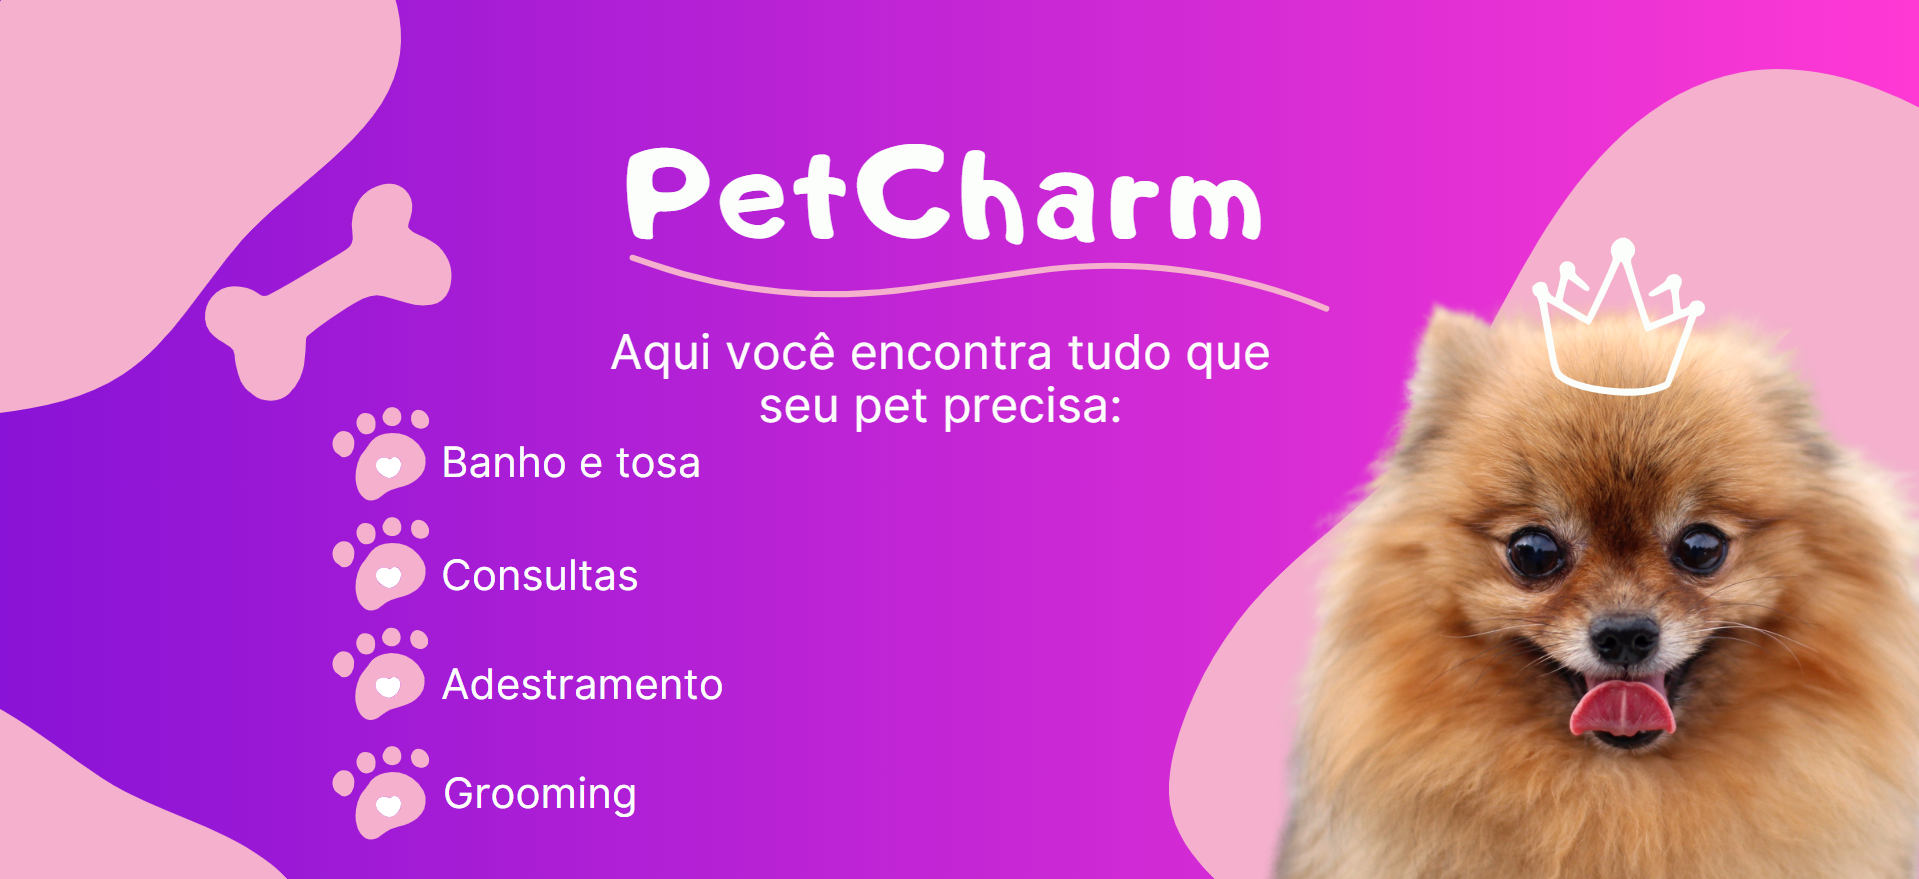 PetCharm
Aqui você encontra tudo que
seu pet precisa:
Banho e tosa
Consultas
Adestramento
Grooming